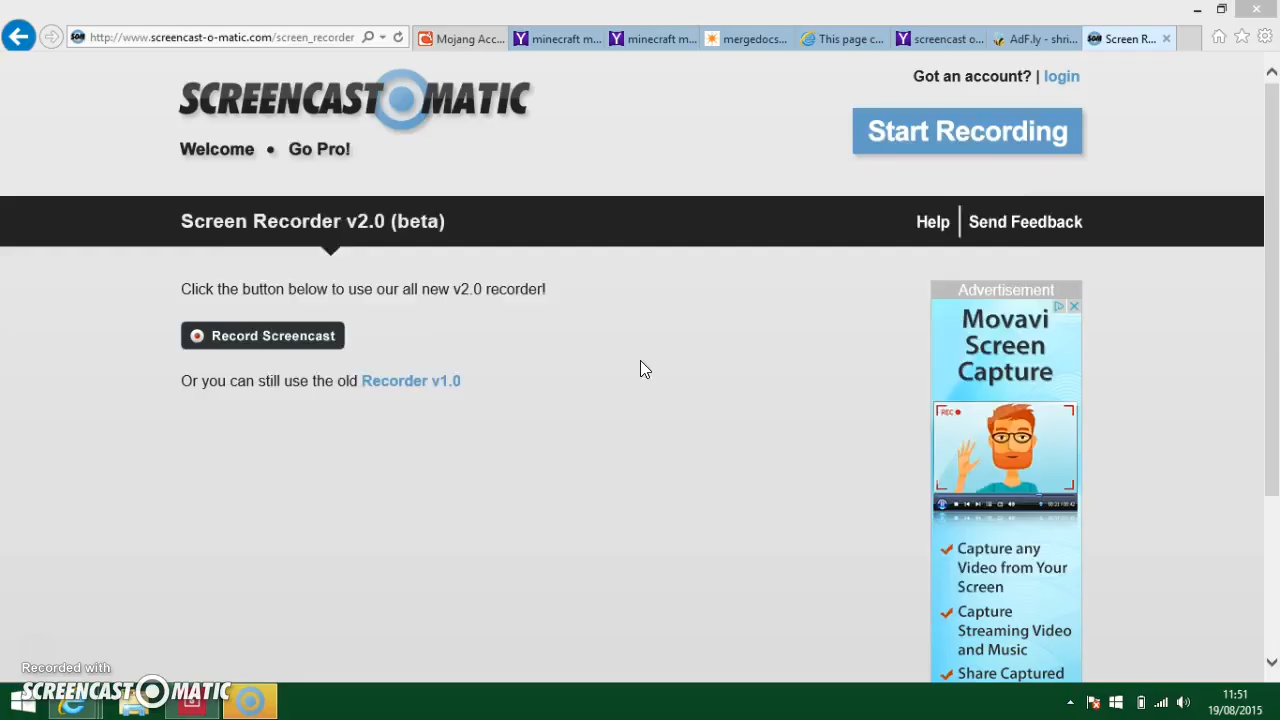 http://www.screencast-o-matic.com/screen_recorder
Mojang Acc...
minecraft m...
minecraft m...
mergedocs...
This page c...
screencast o...
AdF.ly - shri...
Screen R...
SCREENCAST O MATIC
Got an account? | login
Start Recording
Welcome • Go Pro!
Screen Recorder v2.0 (beta)
Help
Send Feedback
Click the button below to use our all new v2.0 recorder!
Record Screencast
Or you can still use the old Recorder v1.0
Advertisement
Movavi
Screen
Capture
REC
Capture any
Video from Your
Screen
Capture
Streaming Video
and Music
Share Captured
Recorded with
SCREENCAST O MATIC
11:51
19/08/2015